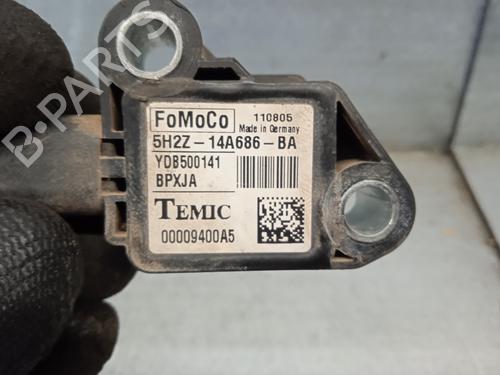 B-PARTS
FoMoCo 110805
Made in Germany
5H2Z-14A686-BA
YDB500141
BPXJA
TEMIC
00009400A5